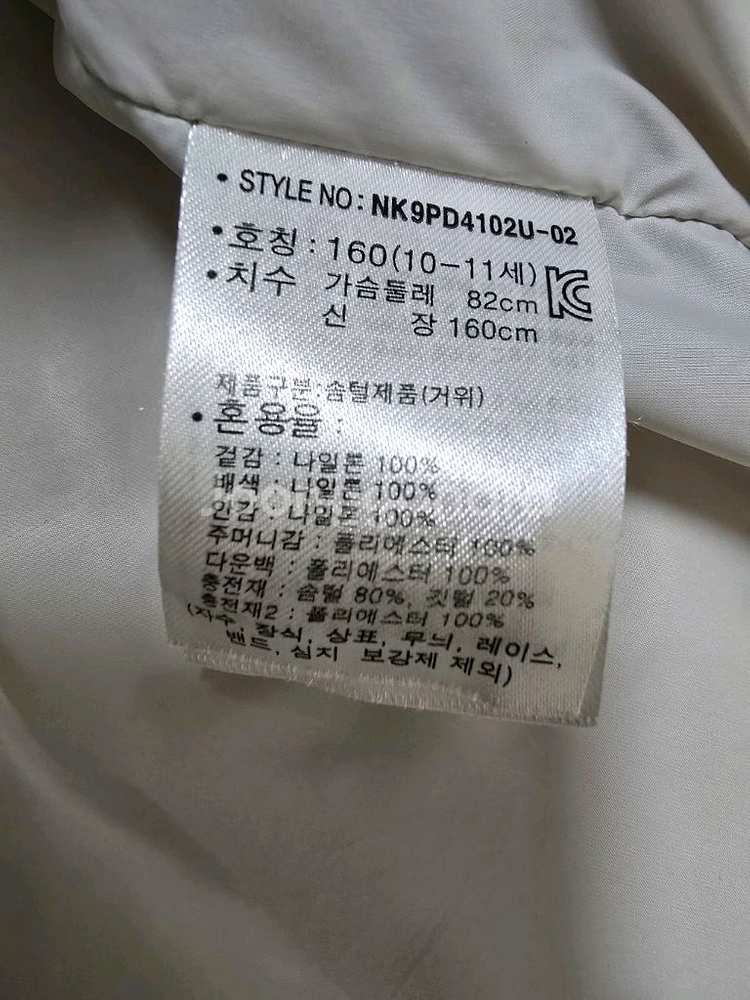 • STYLE NO: NK9PD4102U-02
• 호칭 : 160(10-11세)
• 치수 가슴둘레 82cm
신 장 160cm
제품구분:솜털제품(거위)
• 혼용율 :
겉감 : 나일론 100%
배색 : 나일론 100%
안감 : 나일론 100%
주머니감 : 폴리에스터 100%
다운백 : 폴리에스터 100%
충전재 : 솜털 80%, 깃털 20%
충전재2 : 폴리에스터 100%
(자수, 장식, 상표, 무늬, 레이스,
밴드, 심지 보강제 제외)